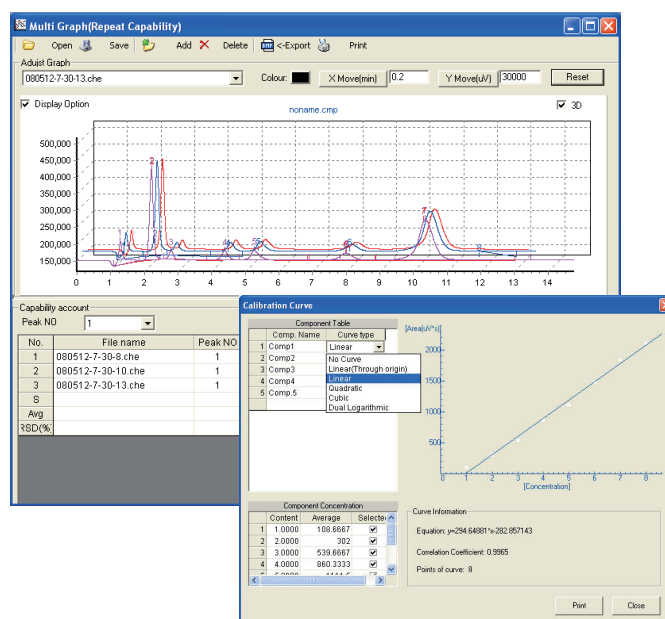 Multi Graph(Repeat Capability)
Open Save Add Delete <-Export Print
Adujst Graph
080512-7-30-13.che Colour: X Move(min) 0.2 Y Move(uV) 30000 Reset
Display Option 3D
noname.cmp
500,000
450,000
400,000
350,000
300,000
250,000
200,000
150,000
0 1 2 3 4 5 6 7 8 9 10 11 12 13 14
Capability account
Peak NO 1
No. File name Peak NO
1 080512-7-30-8.che 1
2 080512-7-30-10.che 1
3 080512-7-30-13.che 1
S
Avg
RSD(%
Calibration Curve
Component Table
Comp. Name Curve type
1 Comp1 Linear
2 Comp2
3 Comp3
4 Comp4
5 Comp.5
No Curve
Linear(Through origin)
Linear
Quadratic
Cubic
Dual Logarithmic
[Area(uV*s)]
2000
1500
1000
500
0 1 2 3 4 5 6 7 8
[Concentration]
Component Concentration
Content Average Selecte
1 1.0000 108.6667
2 2.0000 302
3 3.0000 539.6667
4 4.0000 860.3333
Curve Information
Equation: y=294.64881*x-282.857143
Correlation Coefficient: 0.9965
Points of curve: 8
Print Close